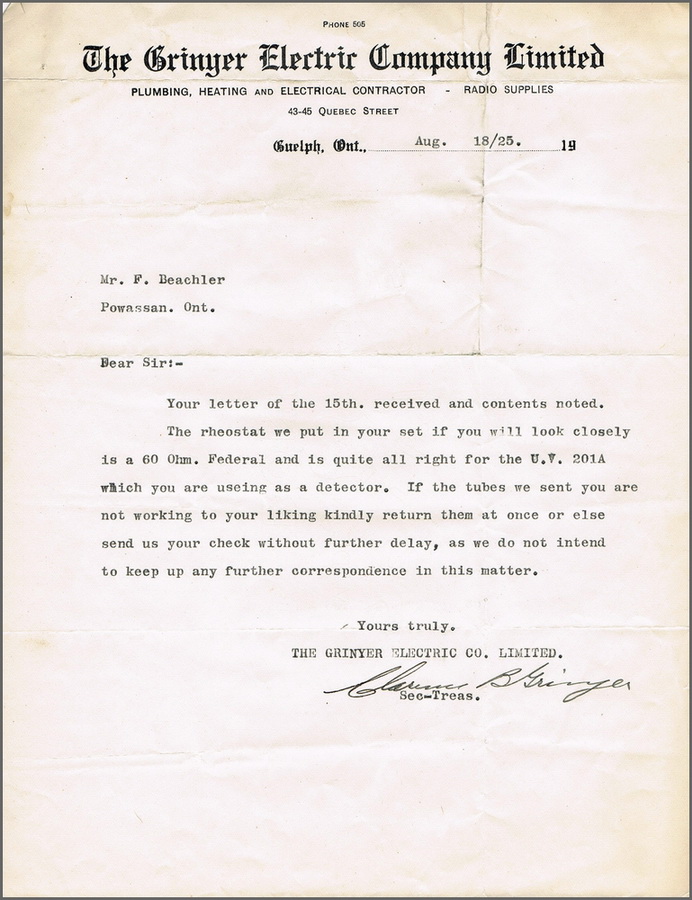 PHONE 505
The Grinyer Electric Company Limited
PLUMBING, HEATING AND ELECTRICAL CONTRACTOR - RADIO SUPPLIES
43-45 QUEBEC STREET
Guelph, Ont., Aug. 18/25. 19
Mr. F. Beachler
Powassan. Ont.
Dear Sir:-
Your letter of the 15th. received and contents noted.
The rheostat we put in your set if you will look closely
is a 60 Ohm. Federal and is quite all right for the U.V. 201A
which you are useing as a detector. If the tubes we sent you are
not working to your liking kindly return them at once or else
send us your check without further delay, as we do not intend
to keep up any further correspondence in this matter.
Yours truly.
THE GRINYER ELECTRIC CO. LIMITED.
Clarence B Grinyer
Sec-Treas.